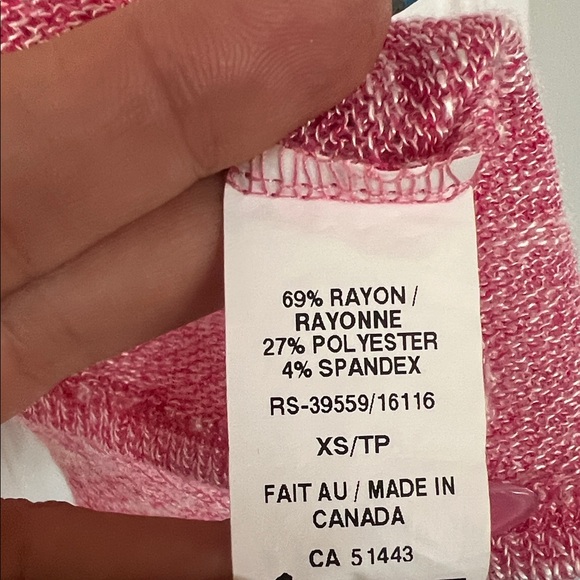 69% RAYON /
RAYONNE
27% POLYESTER
4% SPANDEX
RS-39559/16116
XS/TP
FAIT AU / MADE IN
CANADA
CA 51443